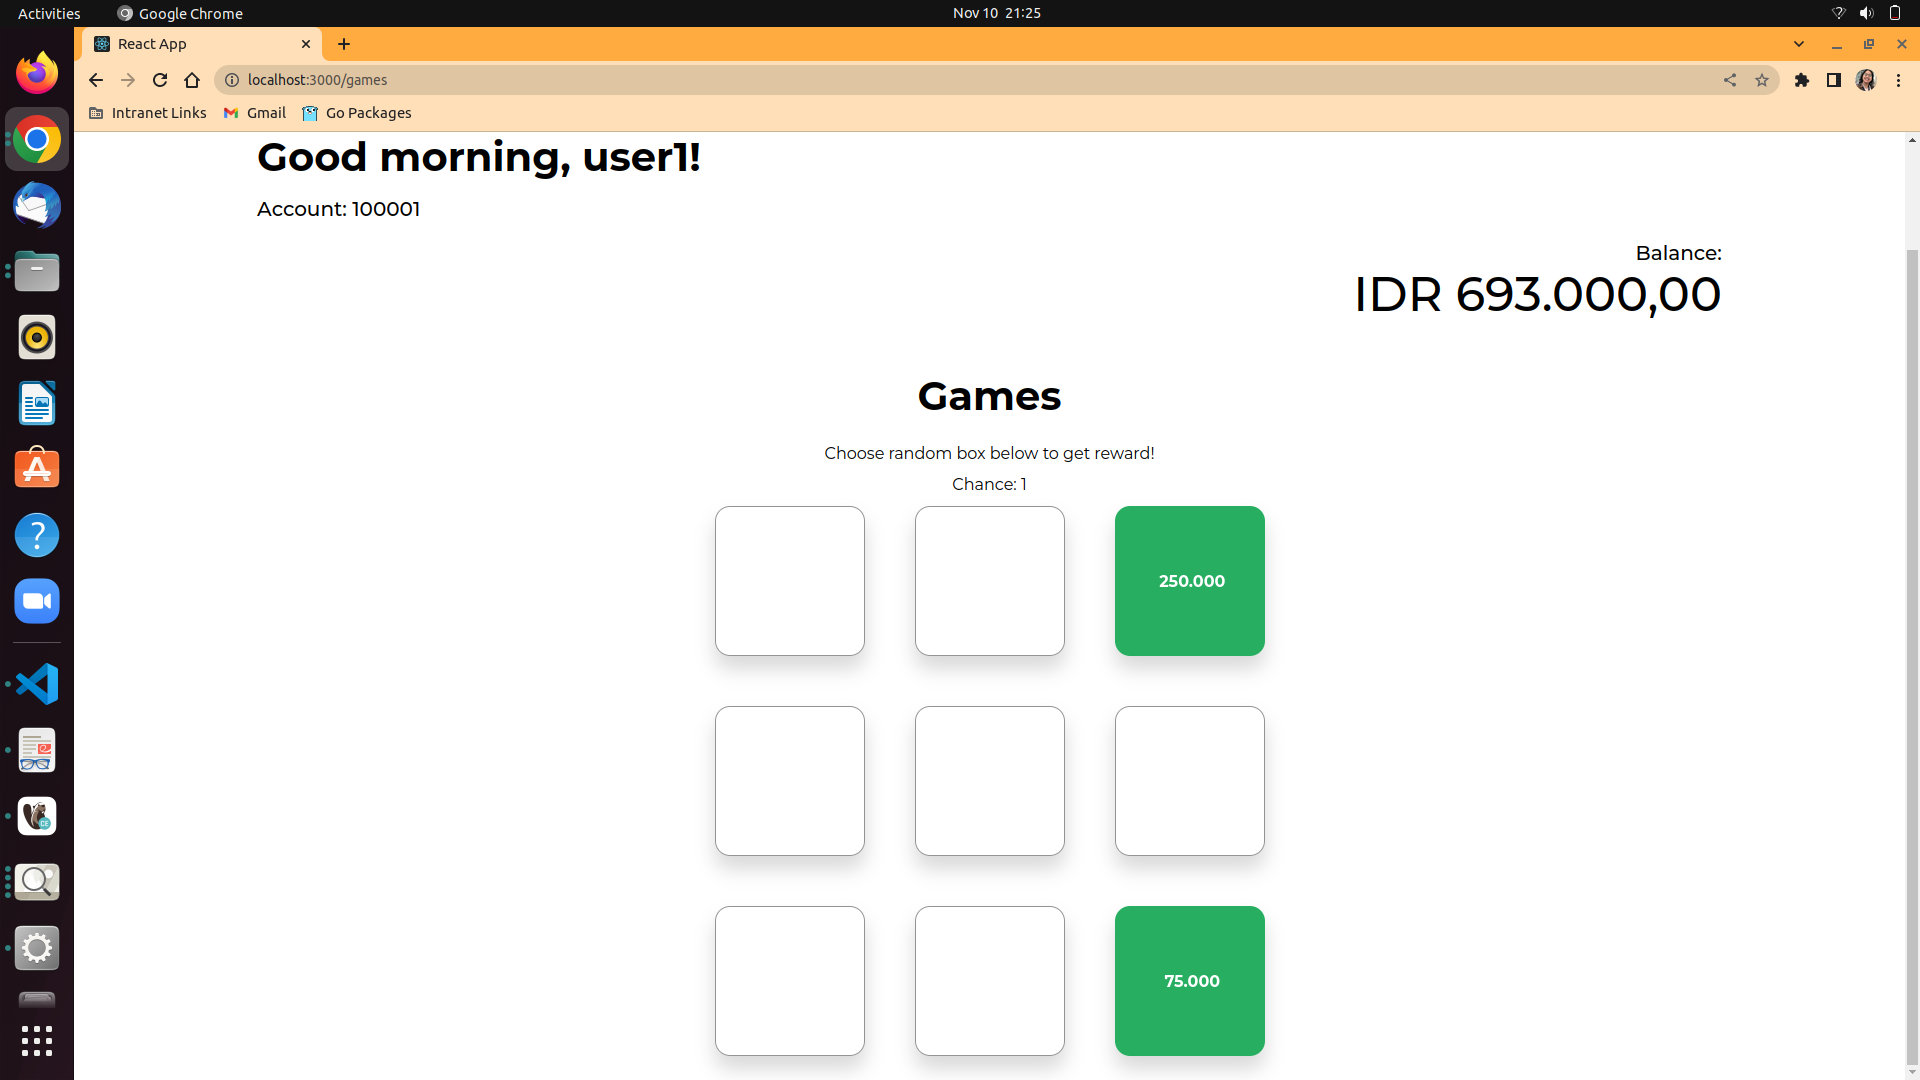 Activities
Google Chrome
Nov 10 21:25
React App
localhost:3000/games
Intranet Links
Gmail
Go Packages
Good morning, user1!
Account: 100001
Balance:
IDR 693.000,00
Games
Choose random box below to get reward!
Chance: 1
250.000
75.000